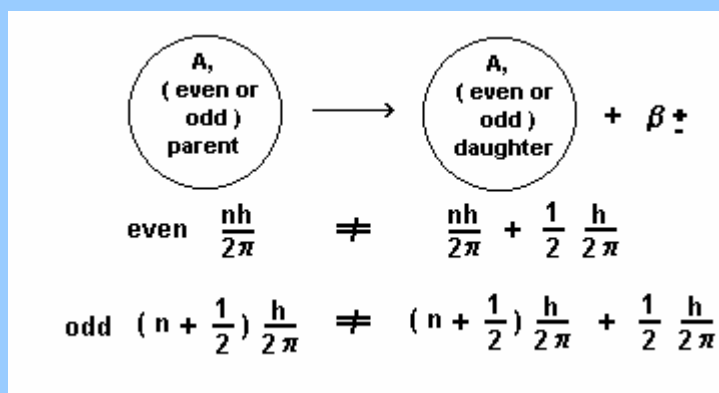 A,
( even or
odd )
parent
⟶
A,
( even or
odd )
daughter
+ β±
even nh/2π ≠ nh/2π + 1/2 h/2π
odd ( n + 1/2 ) h/2π ≠ ( n + 1/2 ) h/2π + 1/2 h/2π